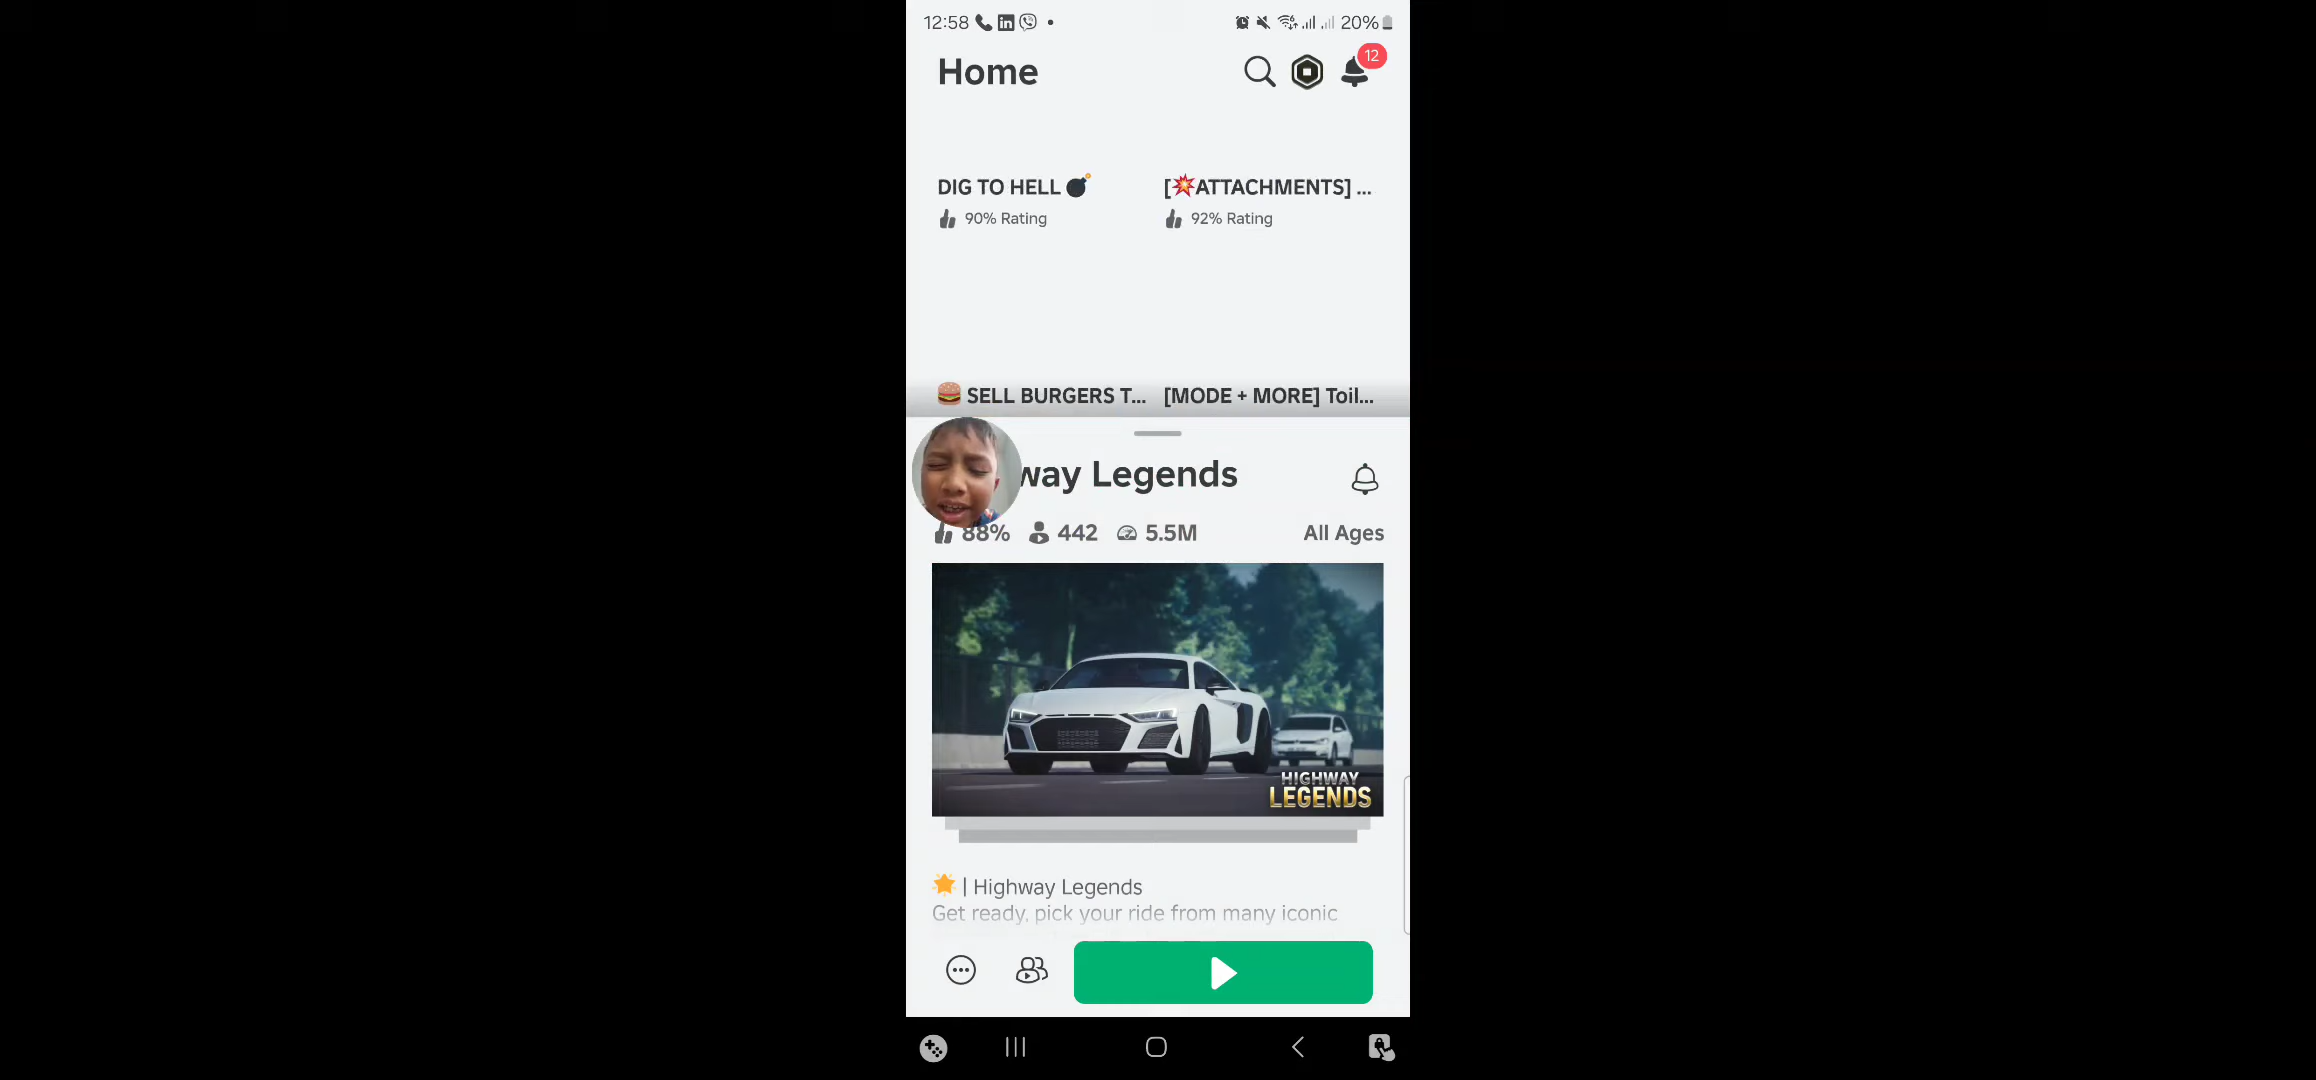 12:58 20%
Home 12
DIG TO HELL [ATTACHMENTS] ...
90% Rating 92% Rating
SELL BURGERS T... [MODE + MORE] Toil...
way Legends
88% 442 5.5M All Ages
HIGHWAY
LEGENDS
| Highway Legends
Get ready, pick your ride from many iconic